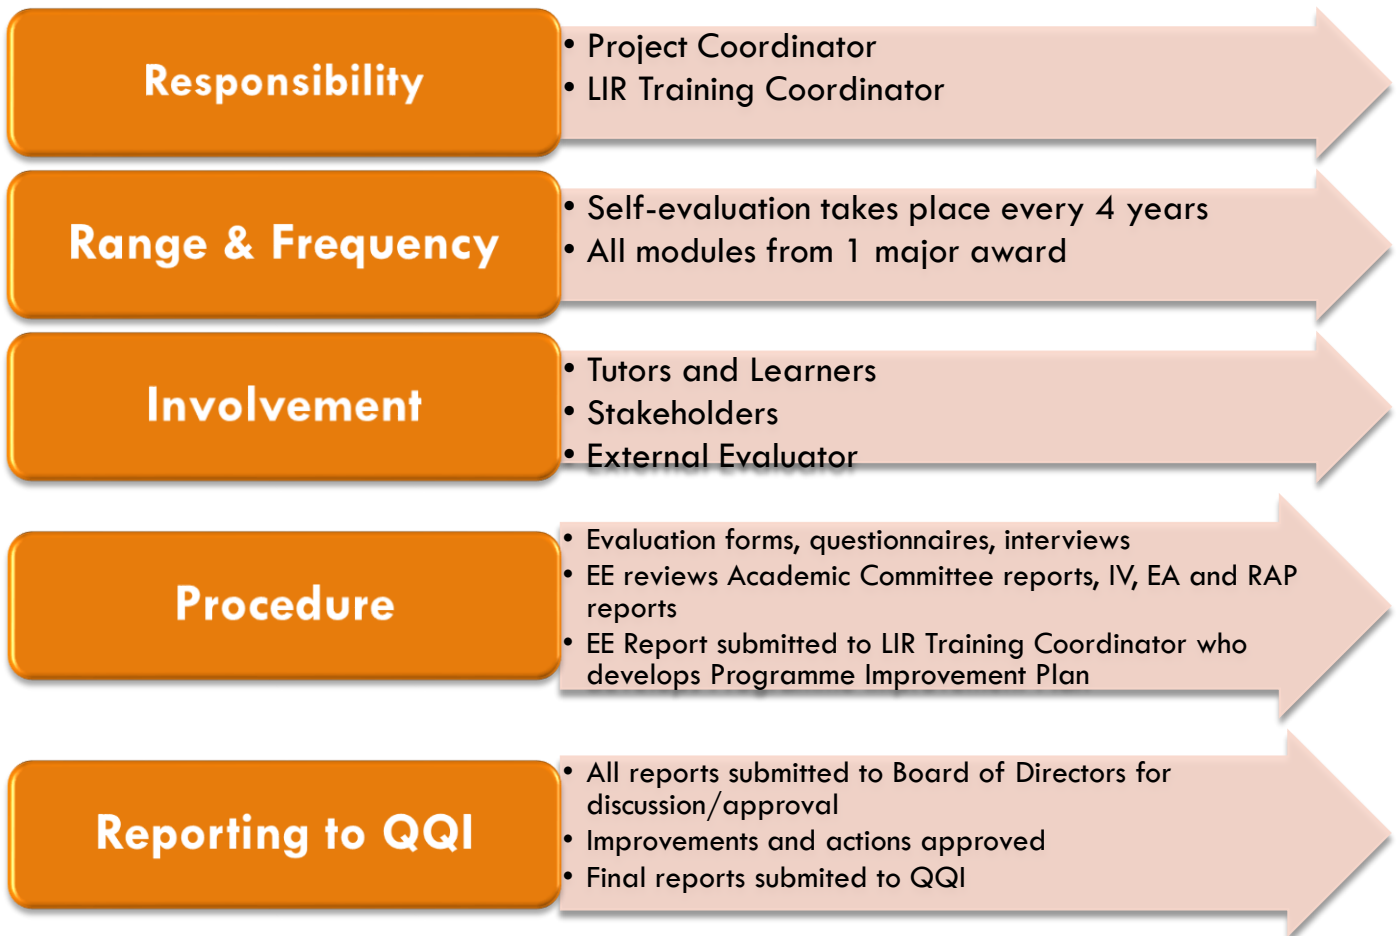 Responsibility
• Project Coordinator
• LIR Training Coordinator
Range & Frequency
• Self-evaluation takes place every 4 years
• All modules from 1 major award
Involvement
• Tutors and Learners
• Stakeholders
• External Evaluator
Procedure
• Evaluation forms, questionnaires, interviews
• EE reviews Academic Committee reports, IV, EA and RAP
reports
• EE Report submitted to LIR Training Coordinator who
develops Programme Improvement Plan
Reporting to QQI
• All reports submitted to Board of Directors for
discussion/approval
• Improvements and actions approved
• Final reports submited to QQI